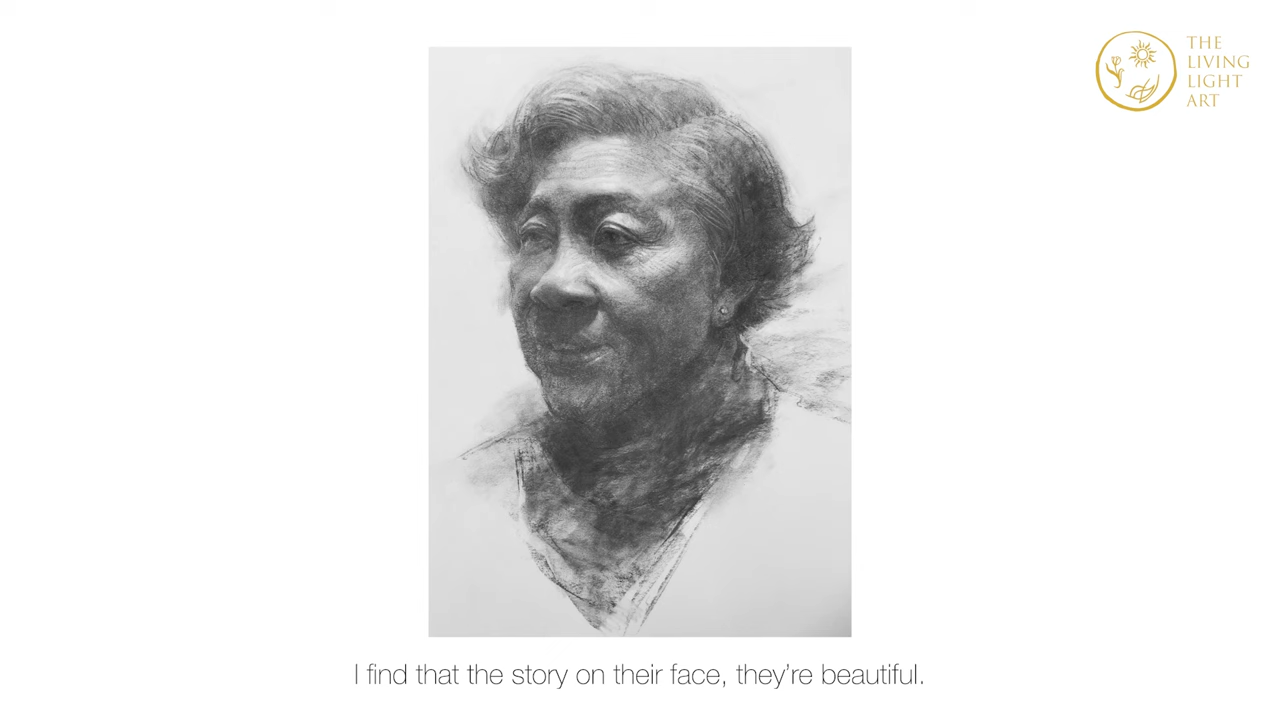 THE
LIVING
LIGHT
ART
I find that the story on their face, they're beautiful.